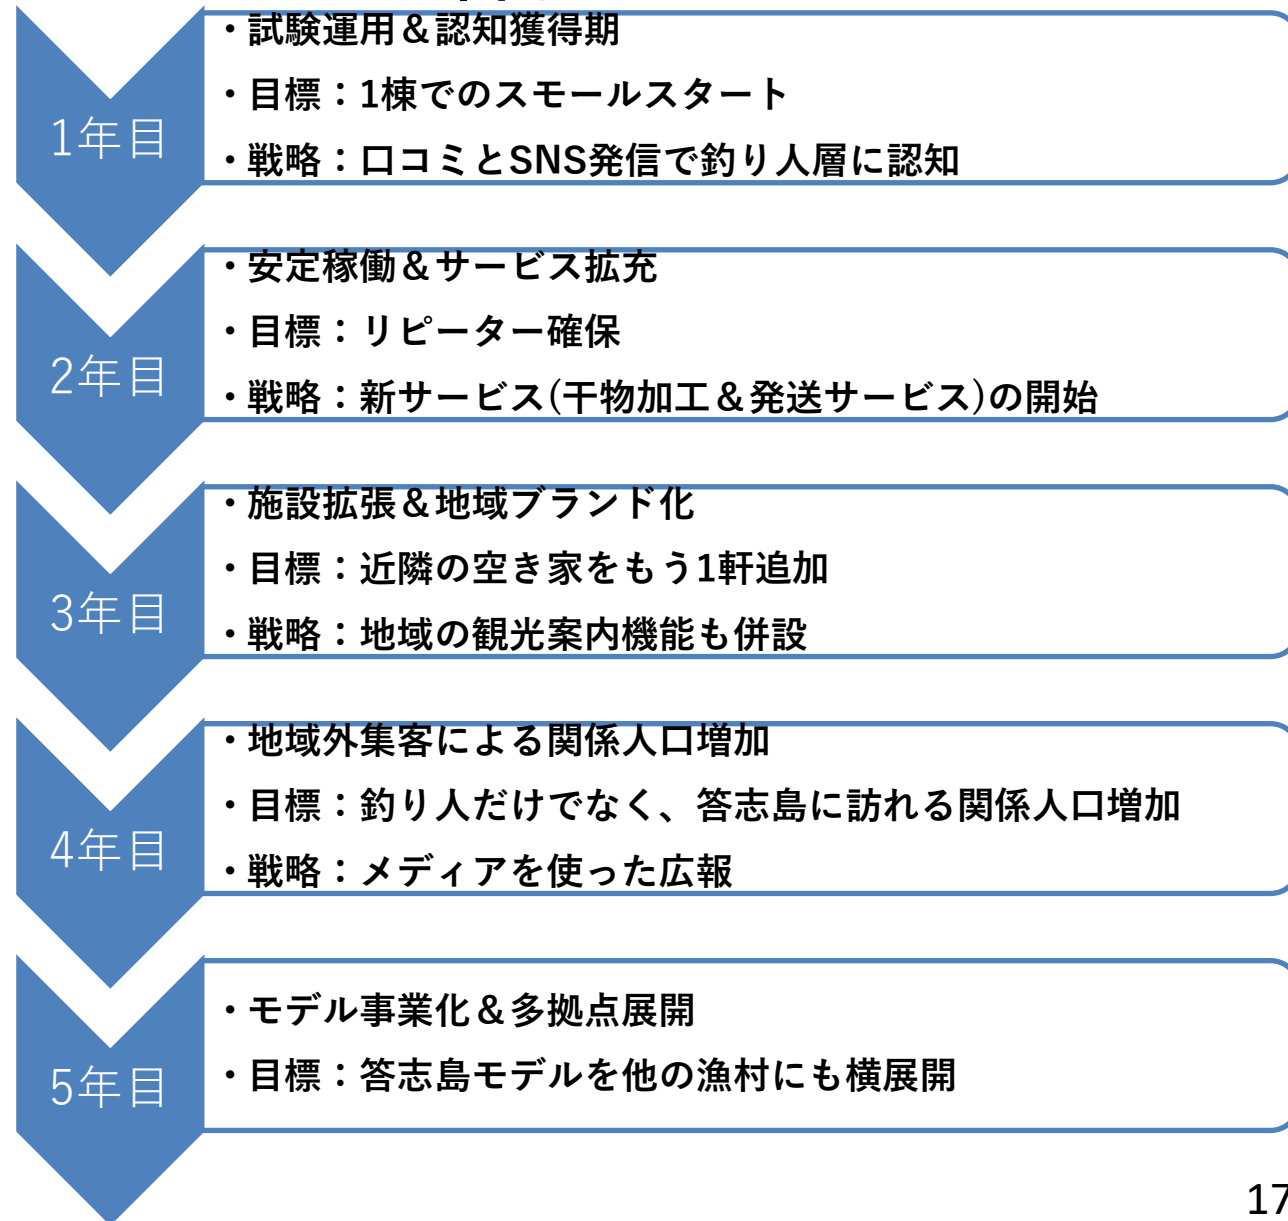 1年目
・試験運用＆認知獲得期
・目標：1棟でのスモールスタート
・戦略：口コミとSNS発信で釣り人層に認知
2年目
・安定稼働＆サービス拡充
・目標：リピーター確保
・戦略：新サービス(干物加工＆発送サービス)の開始
3年目
・施設拡張＆地域ブランド化
・目標：近隣の空き家をもう1軒追加
・戦略：地域の観光案内機能も併設
4年目
・地域外集客による関係人口増加
・目標：釣り人だけでなく、答志島に訪れる関係人口増加
・戦略：メディアを使った広報
5年目
・モデル事業化＆多拠点展開
・目標：答志島モデルを他の漁村にも横展開
17